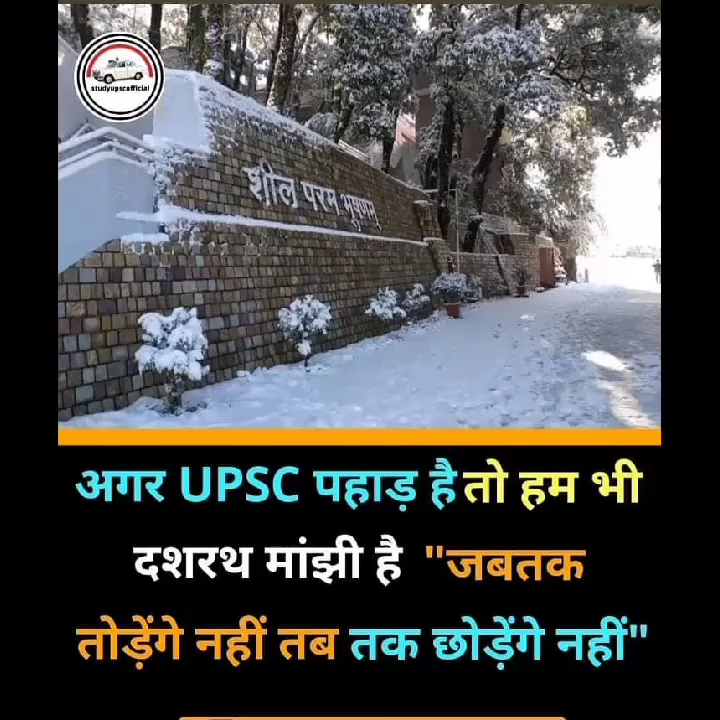 studyupscofficial
शील परम भूषणम्
अगर UPSC पहाड़ है तो हम भी
दशरथ मांझी है "जबतक
तोड़ेंगे नहीं तब तक छोड़ेंगे नहीं"